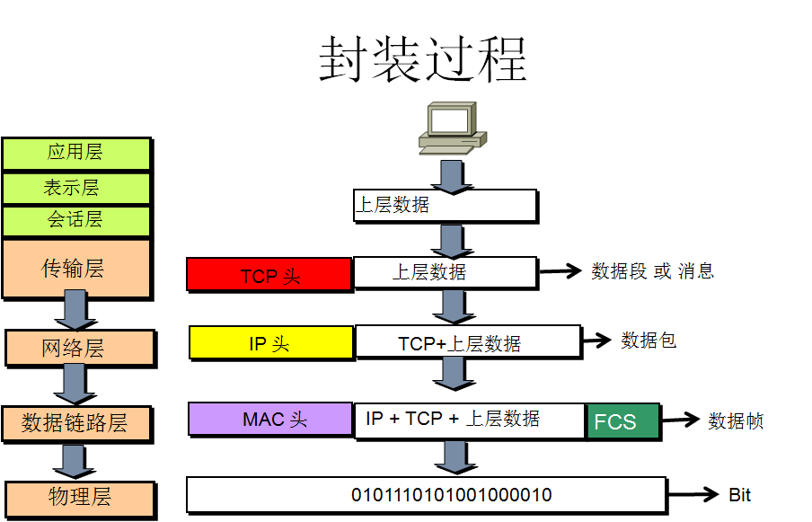 封装过程
应用层
表示层
会话层
传输层
网络层
数据链路层
物理层
上层数据
TCP 头 上层数据 数据段 或 消息
IP 头 TCP+上层数据 数据包
MAC 头 IP + TCP + 上层数据 FCS 数据帧
0101110101001000010 Bit